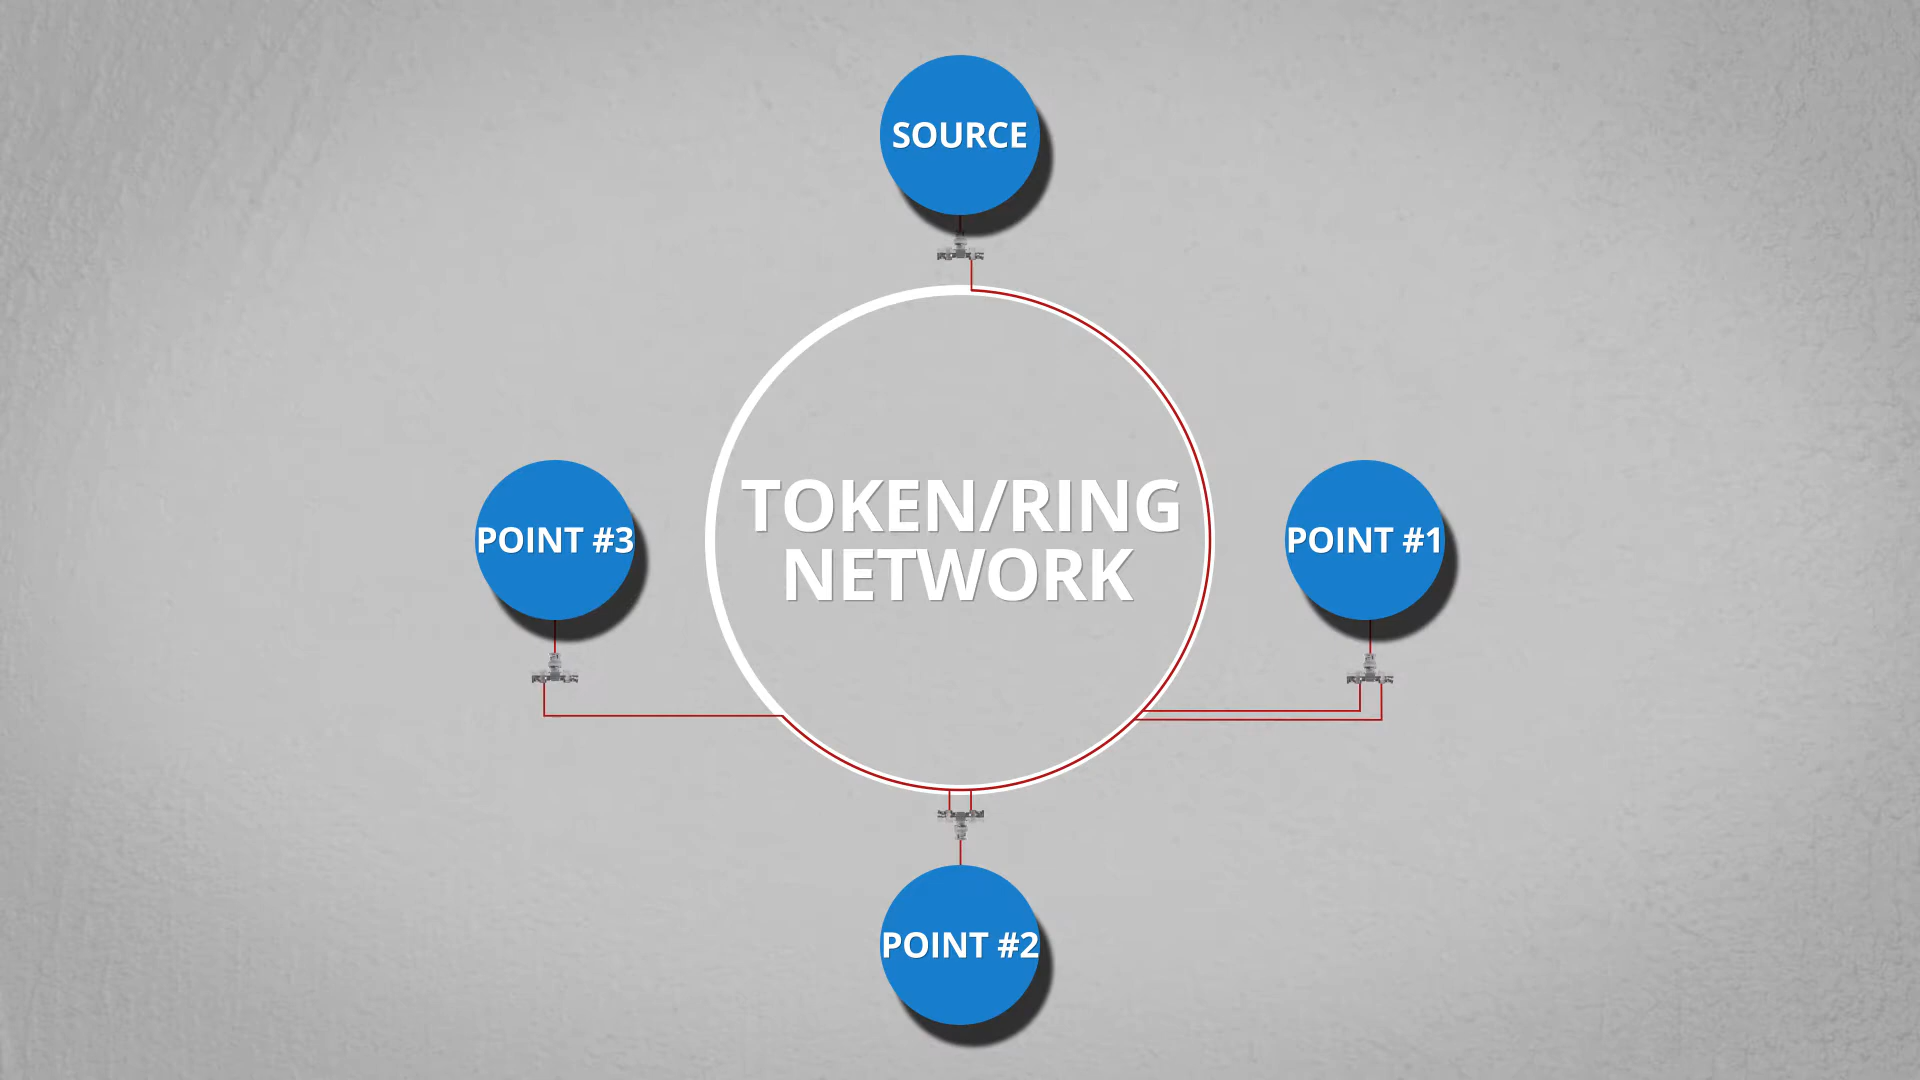 SOURCE
TOKEN/RING
NETWORK
POINT #3
POINT #1
POINT #2